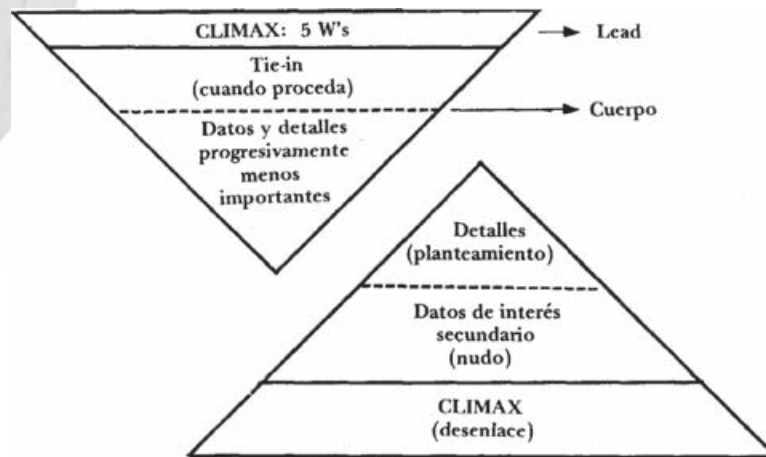 CLIMAX: 5 W's
Lead
Tie-in
(cuando proceda)
Cuerpo
Datos y detalles
progresivamente
menos
importantes
Detalles
(planteamiento)
Datos de interés
secundario
(nudo)
CLIMAX
(desenlace)